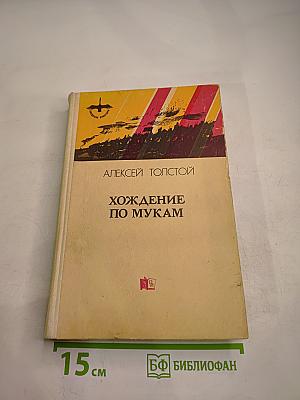 АЛЕКСЕЙ ТОЛСТОЙ
ХОЖДЕНИЕ
ПО МУКАМ
15 см
БФ БИБЛИОФАН